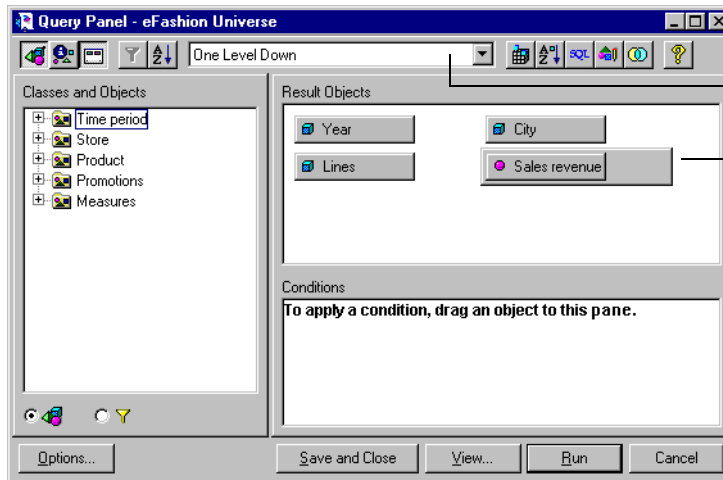 Query Panel - eFashion Universe
One Level Down
SQL
Classes and Objects
Time period
Store
Product
Promotions
Measures
Result Objects
Year
City
Lines
Sales revenue
Conditions
To apply a condition, drag an object to this pane.
Options...
Save and Close
View...
Run
Cancel